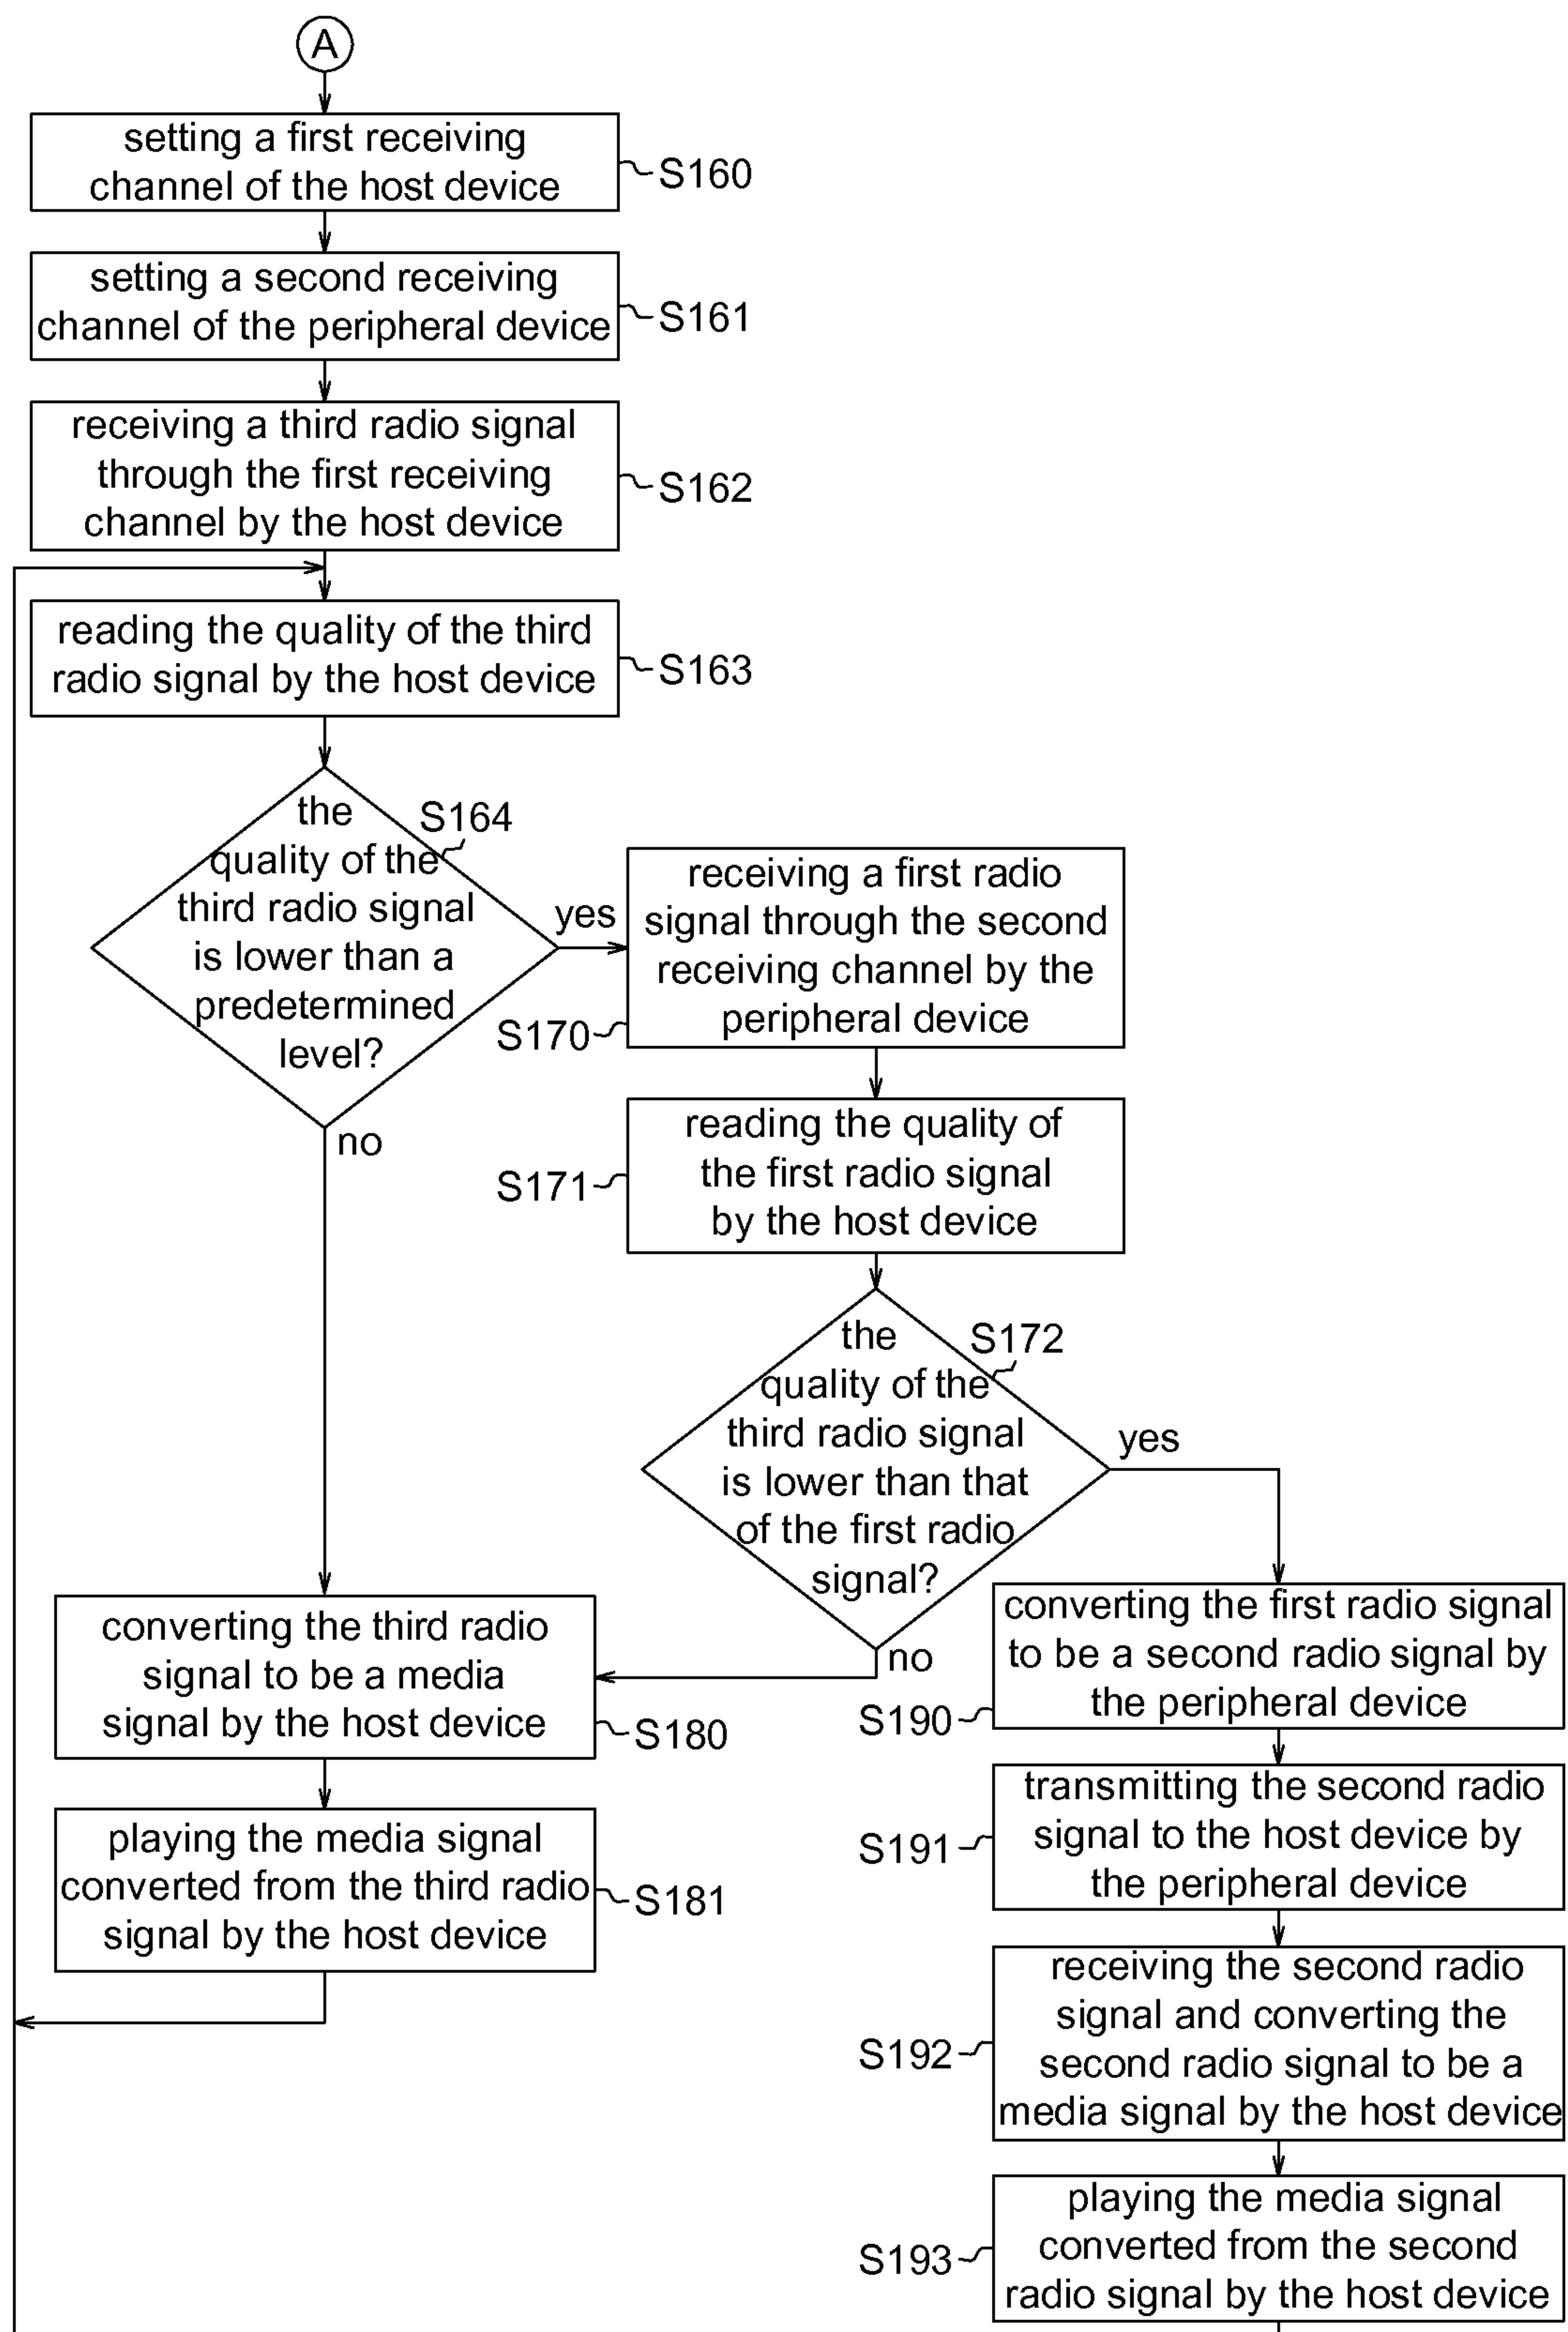 A
setting a first receiving
channel of the host device
S160
setting a second receiving
channel of the peripheral device
S161
receiving a third radio signal
through the first receiving
channel by the host device
S162
reading the quality of the third
radio signal by the host device
S163
the
quality of the
third radio signal
is lower than a
predetermined
level?
S164
yes
no
receiving a first radio
signal through the second
receiving channel by the
peripheral device
S170
reading the quality of
the first radio signal
by the host device
S171
the
quality of the
third radio signal
is lower than that
of the first radio
signal?
S172
yes
no
converting the third radio
signal to be a media
signal by the host device
S180
playing the media signal
converted from the third radio
signal by the host device
S181
converting the first radio signal
to be a second radio signal by
the peripheral device
S190
transmitting the second radio
signal to the host device by
the peripheral device
S191
receiving the second radio
signal and converting the
second radio signal to be a
media signal by the host device
S192
playing the media signal
converted from the second
radio signal by the host device
S193